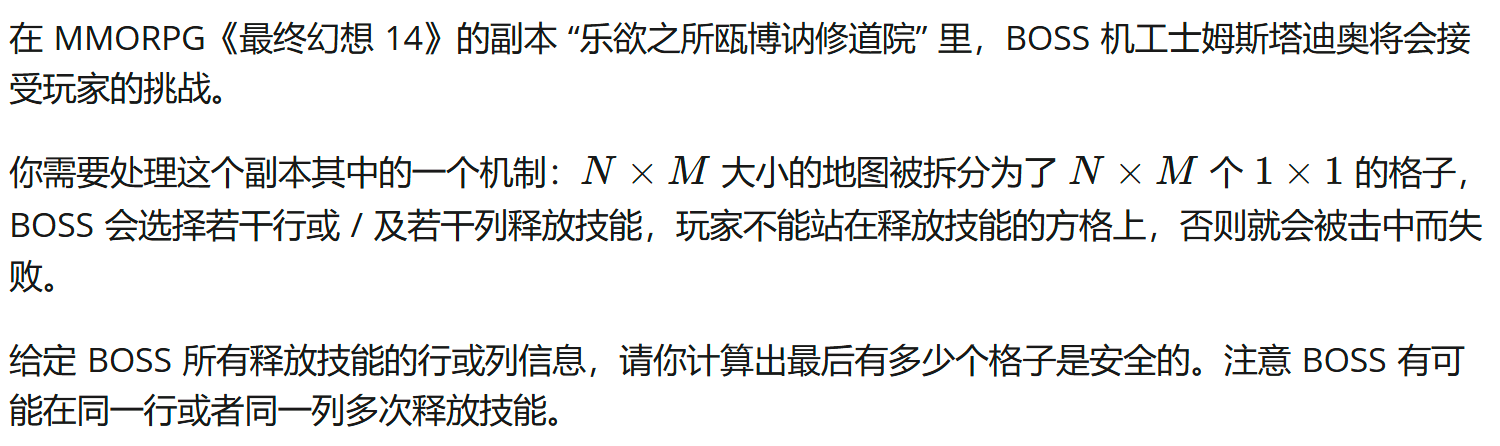 在 MMORPG《最终幻想 14》的副本 “乐欲之所瓯博讷修道院” 里，BOSS 机工士姆斯塔迪奥将会接
受玩家的挑战。
你需要处理这个副本其中的一个机制：N × M 大小的地图被拆分为了 N × M 个 1 × 1 的格子，
BOSS 会选择若干行或 / 及若干列释放技能，玩家不能站在释放技能的方格上，否则就会被击中而失
败。
给定 BOSS 所有释放技能的行或列信息，请你计算出最后有多少个格子是安全的。注意 BOSS 有可
能在同一行或者同一列多次释放技能。